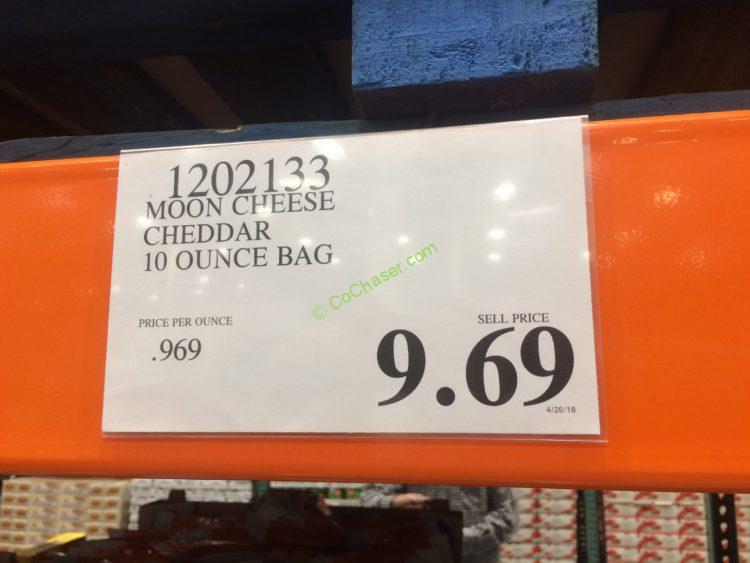 1202133
MOON CHEESE
CHEDDAR
10 OUNCE BAG
© CoChaser.com
PRICE PER OUNCE
.969
SELL PRICE
9.69
4/25/18